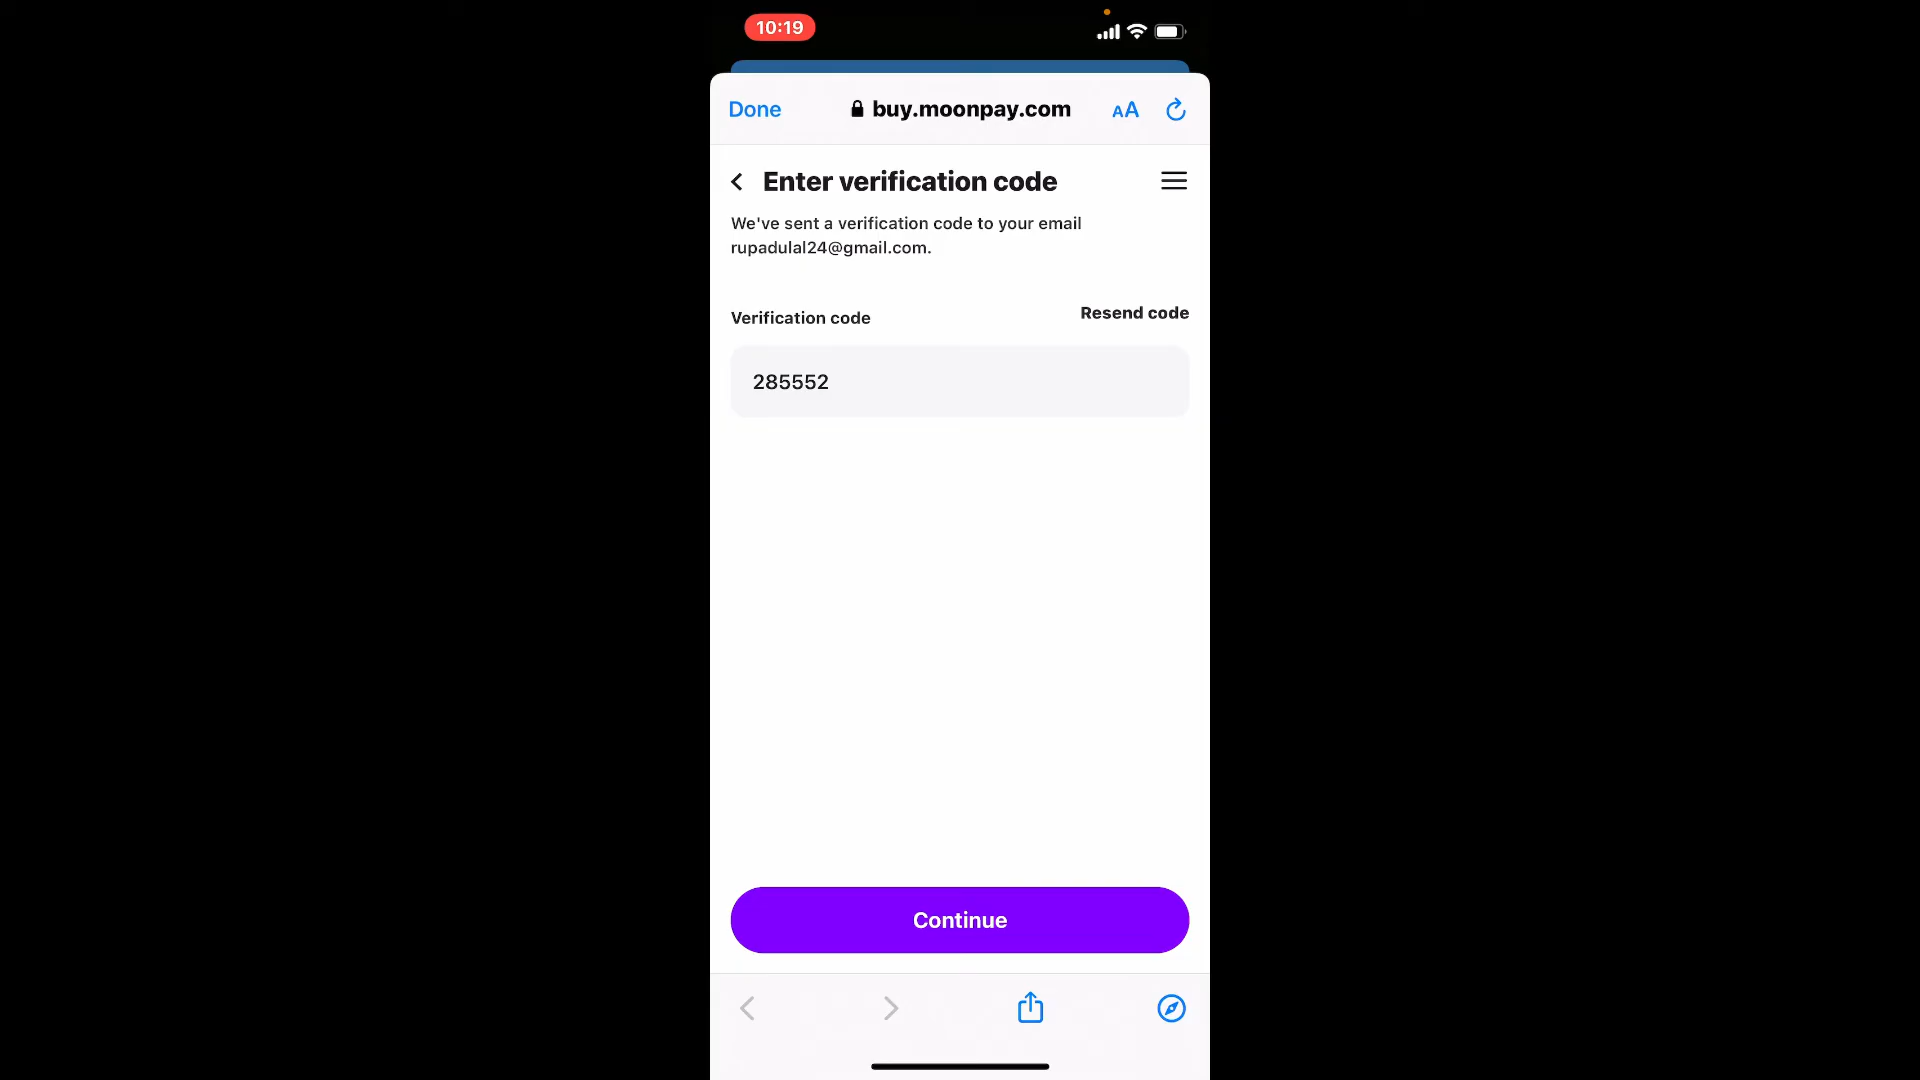 10:19
Done
buy.moonpay.com
AA
Enter verification code
We've sent a verification code to your email
rupadulal24@gmail.com.
Verification code
Resend code
285552
Continue